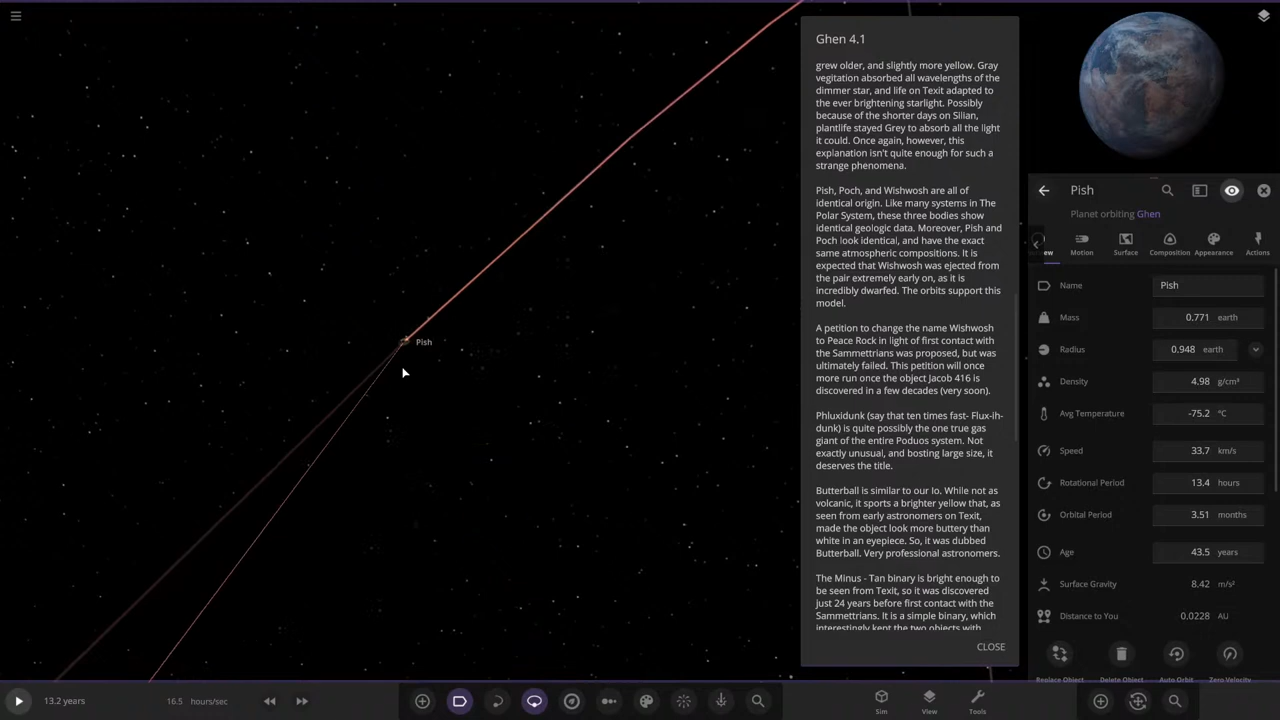 Ghen 4.1
grew older, and slightly more yellow. Gray
vegitation absorbed all wavelengths of the
dimmer star, and life on Texit adapted to
the ever brightening starlight. Possibly
because of the shorter days on Silian,
plantlife stayed Grey to absorb all the light
it could. Once again, however, this
explanation isn't quite enough for such a
strange phenomena.
Pish, Poch, and Wishwosh are all of
identical origin. Like many systems in The
Polar System, these three bodies show
identical geologic data. Moreover, Pish and
Poch look identical, and have the exact
same atmospheric compositions. It is
expected that Wishwosh was ejected from
the pair extremely early on, as it is
incredibly dwarfed. The orbits support this
model.
A petition to change the name Wishwosh
to Peace Rock in light of first contact with
the Sammettrians was proposed, but was
ultimately failed. This petition will once
more run once the object Jacob 416 is
discovered in a few decades (very soon).
Phluxidunk (say that ten times fast- Flux-ih-
dunk) is quite possibly the one true gas
giant of the entire Poduos system. Not
exactly unusual, and bosting large size, it
deserves the title.
Butterball is similar to our Io. While not as
volcanic, it sports a brighter yellow that, as
seen from early astronomers on Texit,
made the object look more buttery than
white in an eyepiece. So, it was dubbed
Butterball. Very professional astronomers.
The Minus - Tan binary is bright enough to
be seen from Texit, so it was discovered
just 24 years before first contact with the
Sammettrians. It is a simple binary, which
interestingly kept the two objects with
CLOSE
Pish
Pish
Planet orbiting Ghen
ew
Motion
Surface
Composition
Appearance
Actions
Name Pish
Mass 0.771 earth
Radius 0.948 earth
Density 4.98 g/cm³
Avg Temperature -75.2 °C
Speed 33.7 km/s
Rotational Period 13.4 hours
Orbital Period 3.51 months
Age 43.5 years
Surface Gravity 8.42 m/s²
Distance to You 0.0228 AU
Replace Object
Delete Object
Auto Orbit
Zero Velocity
13.2 years
16.5 hours/sec
Sim
View
Tools